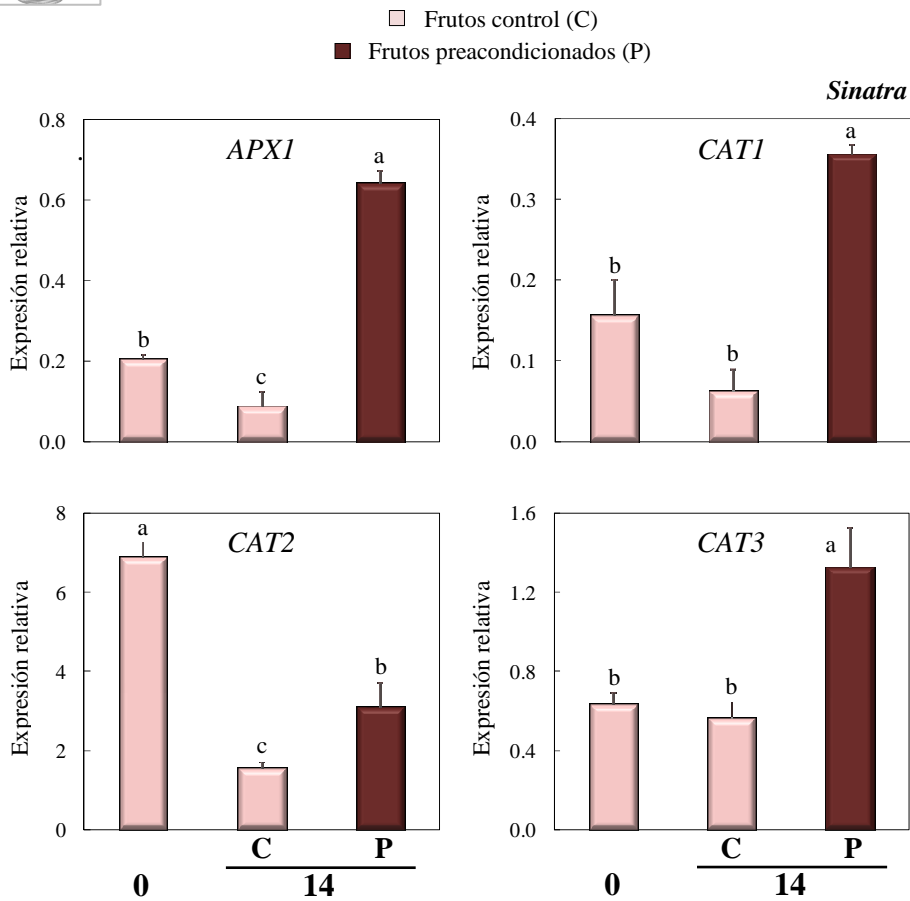 Frutos control (C)
Frutos preacondicionados (P)
Sinatra
Expresión relativa
0.8
0.6
0.4
0.2
0.0
APX1
b
c
a
Expresión relativa
0.4
0.3
0.2
0.1
0.0
CAT1
b
b
a
Expresión relativa
8
6
4
2
0
CAT2
a
c
b
C P
0 14
Expresión relativa
1.6
1.2
0.8
0.4
0.0
CAT3
b
b
a
C P
0 14